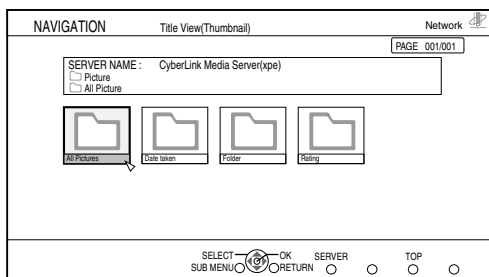 NAVIGATION Title View(Thumbnail) Network
PAGE 001/001
SERVER NAME : CyberLink Media Server(xpe)
Picture
All Picture
All Pictures Date taken Folder Rating
SELECT OK SERVER TOP
SUB MENU RETURN